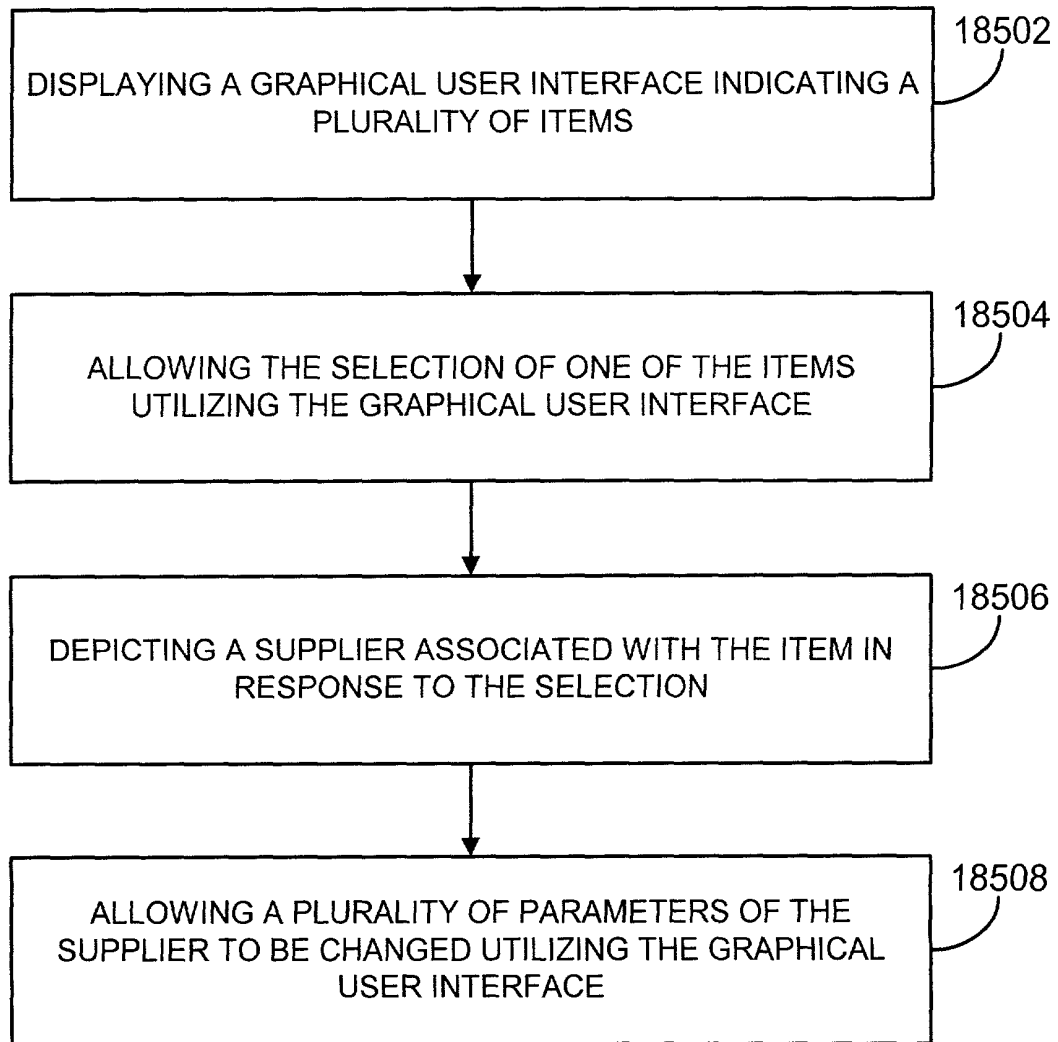 18502
DISPLAYING A GRAPHICAL USER INTERFACE INDICATING A
PLURALITY OF ITEMS
18504
ALLOWING THE SELECTION OF ONE OF THE ITEMS
UTILIZING THE GRAPHICAL USER INTERFACE
18506
DEPICTING A SUPPLIER ASSOCIATED WITH THE ITEM IN
RESPONSE TO THE SELECTION
18508
ALLOWING A PLURALITY OF PARAMETERS OF THE
SUPPLIER TO BE CHANGED UTILIZING THE GRAPHICAL
USER INTERFACE